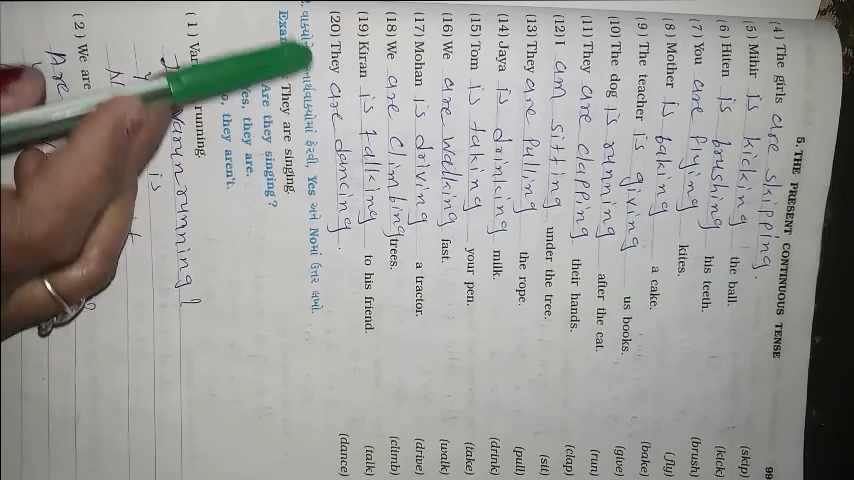 5. THE PRESENT CONTINUOUS TENSE 99
(4) The girls are skipping. (skip)
(5) Mihir is kicking the ball. (kick)
(6) Hiten is brushing his teeth. (brush)
(7) You are flying kites. (fly)
(8) Mother is baking a cake. (bake)
(9) The teacher is giving us books. (give)
(10) The dog is running after the cat. (run)
(11) They are clapping their hands. (clap)
(12) I am sitting under the tree. (sit)
(13) They are pulling the rope. (pull)
(14) Jaya is drinking milk. (drink)
(15) Tom is taking your pen. (take)
(16) We are walking fast. (walk)
(17) Mohan is driving a tractor. (drive)
(18) We are climbing trees. (climb)
(19) Kiran is talking to his friend. (talk)
(20) They are dancing. (dance)
ફેરવી, Yes અને Noમાં ઉત્તર લખો.
They are singing.
Are they singing?
Yes, they are.
they aren't.
(1) running
varun running?
is
(2) We are
Are